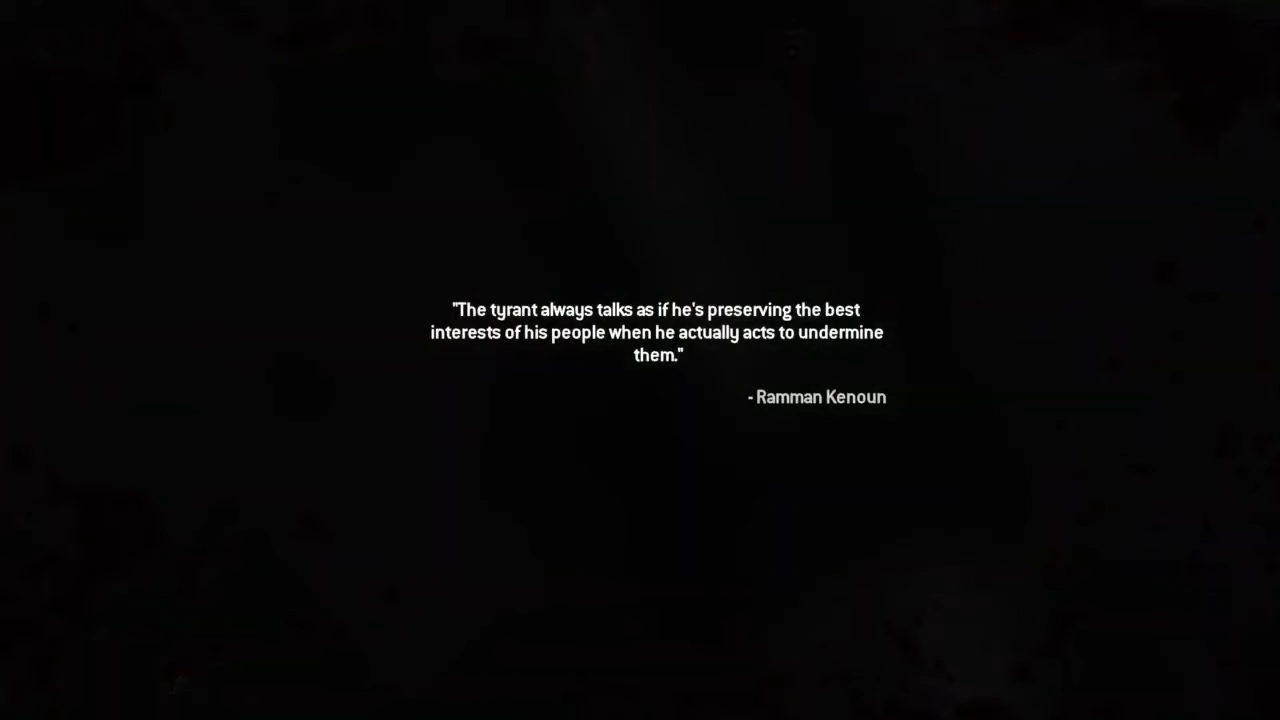 "The tyrant always talks as if he's preserving the best
interests of his people when he actually acts to undermine
them."
- Ramman Kenoun